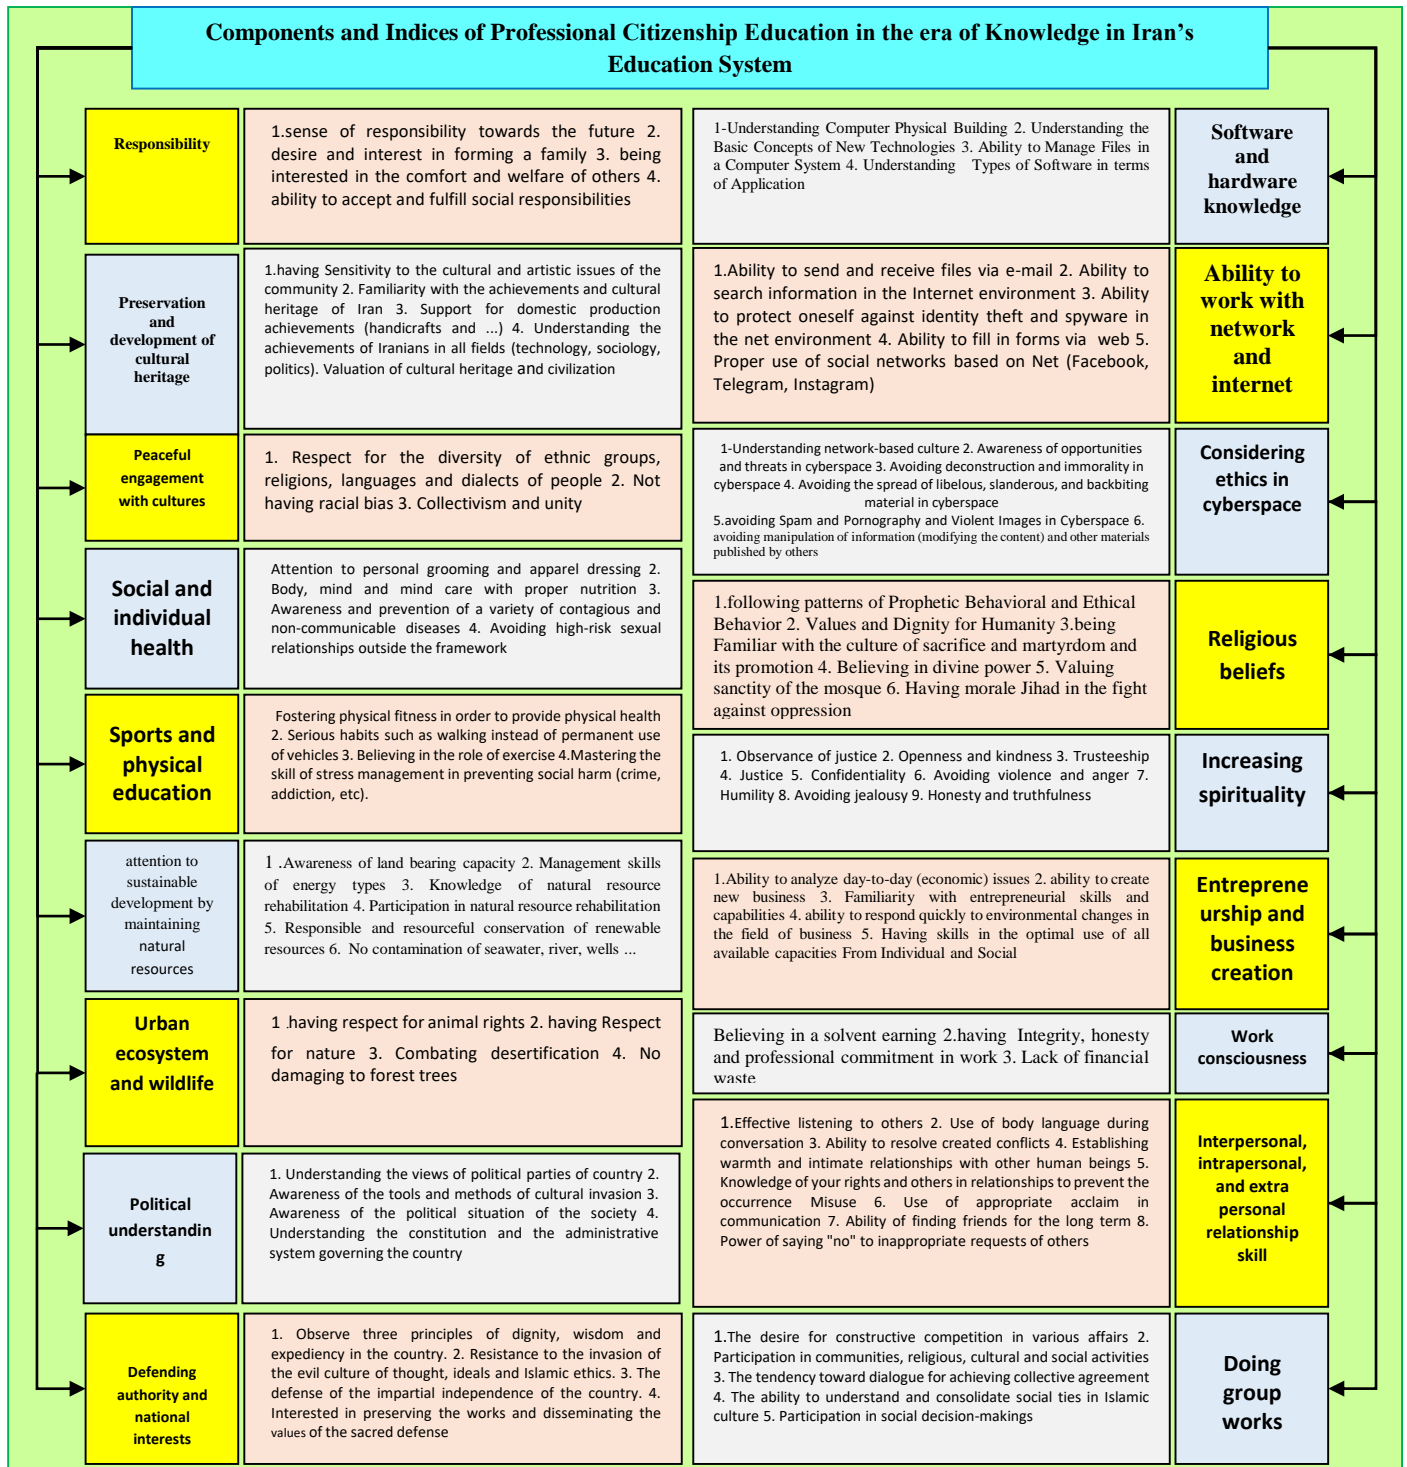 Components and Indices of Professional Citizenship Education in the era of Knowledge in Iran's
Education System
Responsibility
1.sense of responsibility towards the future 2.
desire and interest in forming a family 3. being
interested in the comfort and welfare of others 4.
ability to accept and fulfill social responsibilities
1-Understanding Computer Physical Building 2. Understanding the
Basic Concepts of New Technologies 3. Ability to Manage Files in
a Computer System 4. Understanding Types of Software in terms
of Application
Software
and
hardware
knowledge
Preservation
and
development of
cultural
heritage
1.having Sensitivity to the cultural and artistic issues of the
community 2. Familiarity with the achievements and cultural
heritage of Iran 3. Support for domestic production
achievements (handicrafts and ...) 4. Understanding the
achievements of Iranians in all fields (technology, sociology,
politics). Valuation of cultural heritage and civilization
1.Ability to send and receive files via e-mail 2. Ability to
search information in the Internet environment 3. Ability
to protect oneself against identity theft and spyware in
the net environment 4. Ability to fill in forms via web 5.
Proper use of social networks based on Net (Facebook,
Telegram, Instagram)
Ability to
work with
network
and
internet
Peaceful
engagement
with cultures
1. Respect for the diversity of ethnic groups,
religions, languages and dialects of people 2. Not
having racial bias 3. Collectivism and unity
1-Understanding network-based culture 2. Awareness of opportunities
and threats in cyberspace 3. Avoiding deconstruction and immorality in
cyberspace 4. Avoiding the spread of libelous, slanderous, and backbiting
material in cyberspace
5.avoiding Spam and Pornography and Violent Images in Cyberspace 6.
avoiding manipulation of information (modifying the content) and other materials
published by others
Considering
ethics in
cyberspace
Social and
individual
health
Attention to personal grooming and apparel dressing 2.
Body, mind and mind care with proper nutrition 3.
Awareness and prevention of a variety of contagious and
non-communicable diseases 4. Avoiding high-risk sexual
relationships outside the framework
1.following patterns of Prophetic Behavioral and Ethical
Behavior 2. Values and Dignity for Humanity 3.being
Familiar with the culture of sacrifice and martyrdom and
its promotion 4. Believing in divine power 5. Valuing
sanctity of the mosque 6. Having morale Jihad in the fight
against oppression
Religious
beliefs
Sports and
physical
education
Fostering physical fitness in order to provide physical health
2. Serious habits such as walking instead of permanent use
of vehicles 3. Believing in the role of exercise 4.Mastering the
skill of stress management in preventing social harm (crime,
addiction, etc).
1. Observance of justice 2. Openness and kindness 3. Trusteeship
4. Justice 5. Confidentiality 6. Avoiding violence and anger 7.
Humility 8. Avoiding jealousy 9. Honesty and truthfulness
Increasing
spirituality
attention to
sustainable
development by
maintaining
natural
resources
1 .Awareness of land bearing capacity 2. Management skills
of energy types 3. Knowledge of natural resource
rehabilitation 4. Participation in natural resource rehabilitation
5. Responsible and resourceful conservation of renewable
resources 6. No contamination of seawater, river, wells ...
1.Ability to analyze day-to-day (economic) issues 2. ability to create
new business 3. Familiarity with entrepreneurial skills and
capabilities 4. ability to respond quickly to environmental changes in
the field of business 5. Having skills in the optimal use of all
available capacities From Individual and Social
Entreprene
urship and
business
creation
Urban
ecosystem
and wildlife
1 .having respect for animal rights 2. having Respect
for nature 3. Combating desertification 4. No
damaging to forest trees
Believing in a solvent earning 2.having Integrity, honesty
and professional commitment in work 3. Lack of financial
waste
Work
consciousness
Political
understandin
g
1. Understanding the views of political parties of country 2.
Awareness of the tools and methods of cultural invasion 3.
Awareness of the political situation of the society 4.
Understanding the constitution and the administrative
system governing the country
1.Effective listening to others 2. Use of body language during
conversation 3. Ability to resolve created conflicts 4. Establishing
warmth and intimate relationships with other human beings 5.
Knowledge of your rights and others in relationships to prevent the
occurrence Misuse 6. Use of appropriate acclaim in
communication 7. Ability of finding friends for the long term 8.
Power of saying "no" to inappropriate requests of others
Interpersonal,
intrapersonal,
and extra
personal
relationship
skill
Defending
authority and
national
interests
1. Observe three principles of dignity, wisdom and
expediency in the country. 2. Resistance to the invasion of
the evil culture of thought, ideals and Islamic ethics. 3. The
defense of the impartial independence of the country. 4.
Interested in preserving the works and disseminating the
values of the sacred defense
1.The desire for constructive competition in various affairs 2.
Participation in communities, religious, cultural and social activities
3. The tendency toward dialogue for achieving collective agreement
4. The ability to understand and consolidate social ties in Islamic
culture 5. Participation in social decision-makings
Doing
group
works